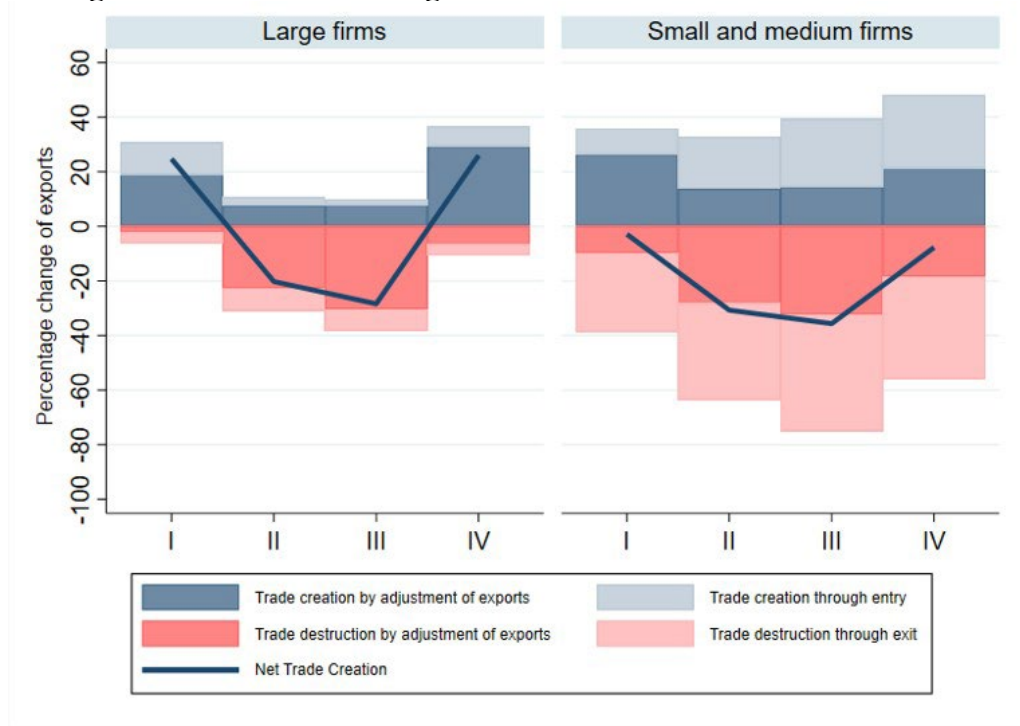 Large firms
Small and medium firms
Percentage change of exports
60
40
20
0
-20
-40
-60
-80
-100
I II III IV
I II III IV
Trade creation by adjustment of exports
Trade creation through entry
Trade destruction by adjustment of exports
Trade destruction through exit
Net Trade Creation